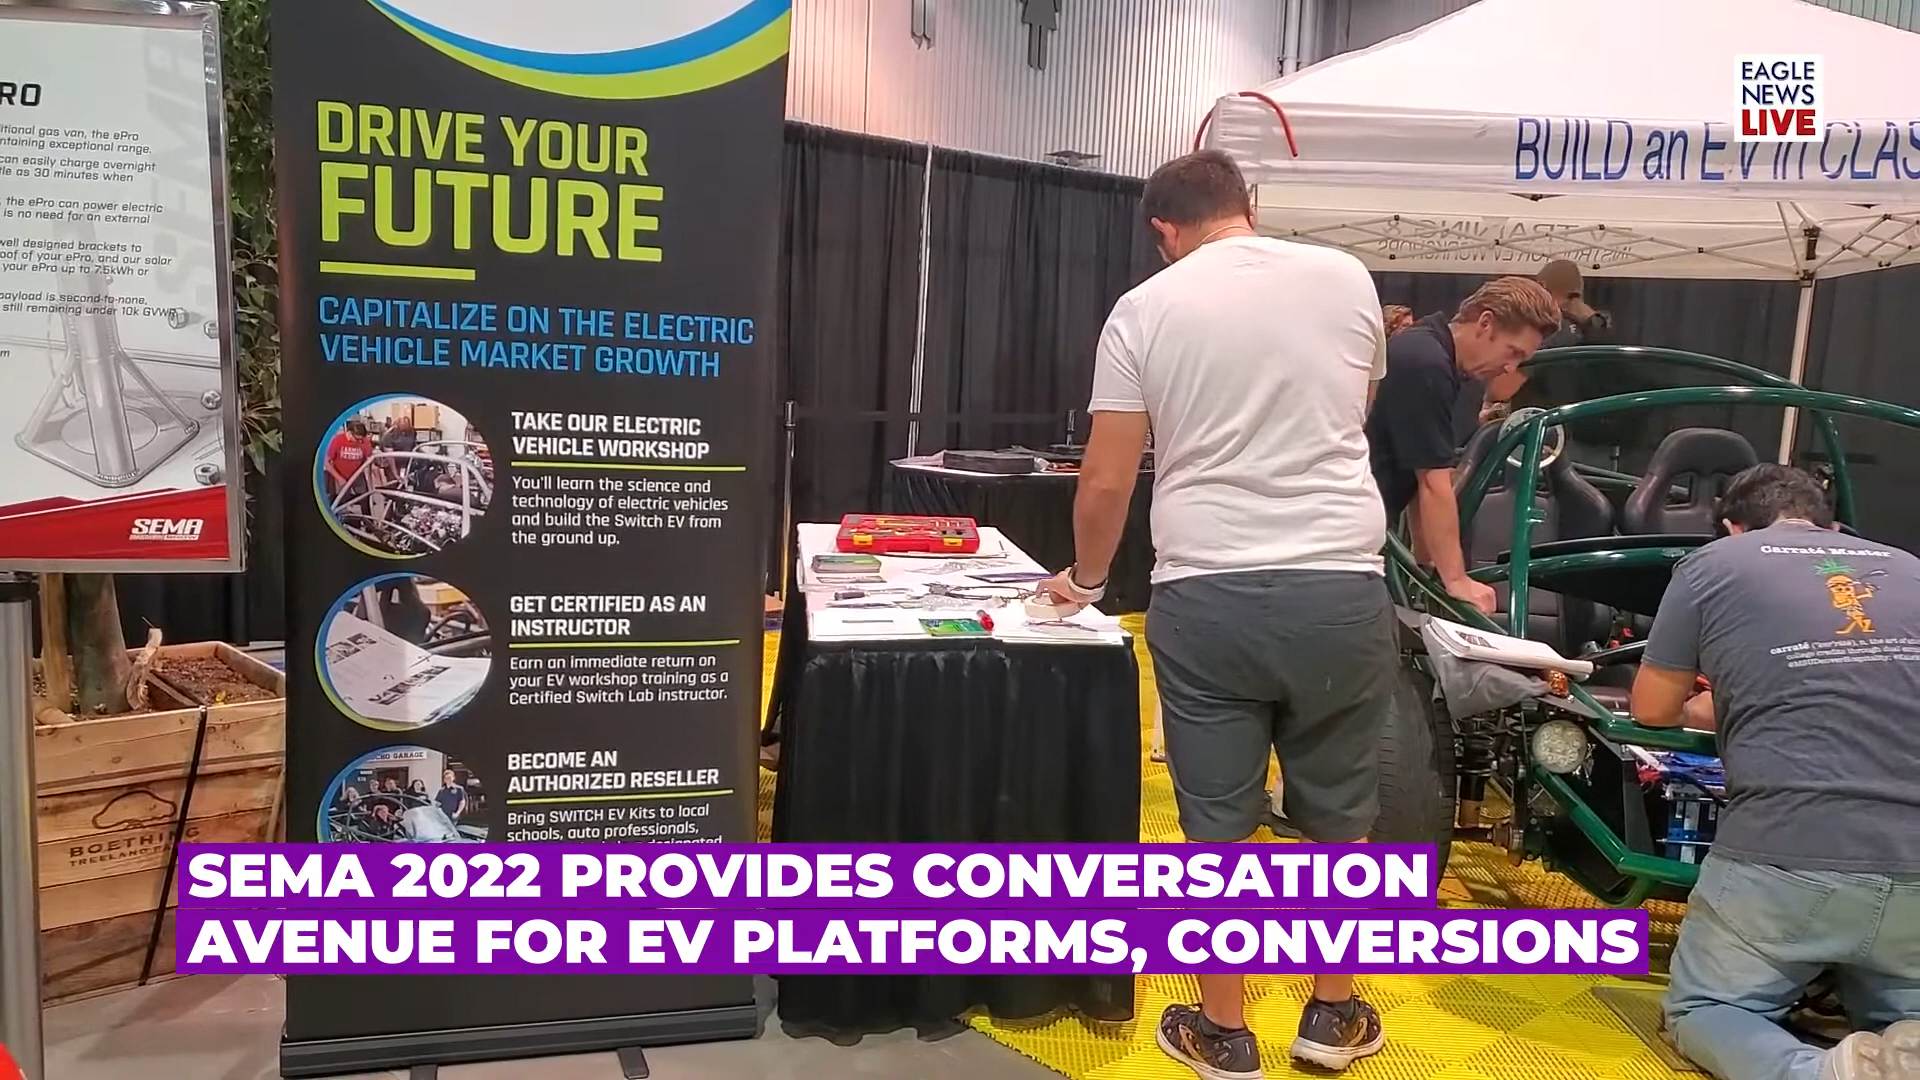 RO
itional gas van, the ePro
ntaining exceptional range.
can easily charge overnight
tle as 30 minutes when
, the ePro can power electric
is no need for an external
well designed brackets to
oof of your ePro, and our solar
your ePro up to 7.5kWh or
payload is second-to-none,
still remaining under 10k GVWR
m
SEMA
DRIVE YOUR
FUTURE
CAPITALIZE ON THE ELECTRIC
VEHICLE MARKET GROWTH
TAKE OUR ELECTRIC
VEHICLE WORKSHOP
You'll learn the science and
technology of electric vehicles
and build the Switch EV from
the ground up.
GET CERTIFIED AS AN
INSTRUCTOR
Earn an immediate return on
your EV workshop training as a
Certified Switch Lab instructor.
BECOME AN
AUTHORIZED RESELLER
Bring SWITCH EV Kits to local
schools, auto professionals,
BOETHING
TREELAND
EAGLE
NEWS
LIVE
BUILD an EV in CLAS
Carraté Master
carraté
SEMA 2022 PROVIDES CONVERSATION
AVENUE FOR EV PLATFORMS, CONVERSIONS